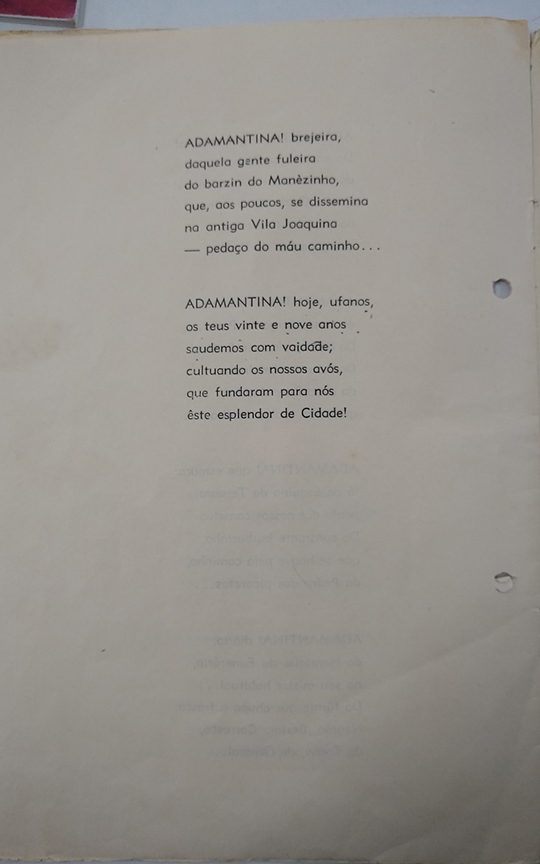 ADAMANTINA! brejeira,
daquela gente fuleira
do barzin do Manèzinho,
que, aos poucos, se dissemina
na antiga Vila Joaquina
— pedaço do máu caminho...
ADAMANTINA! hoje, ufanos,
os teus vinte e nove anos
saudemos com vaidade;
cultuando os nossos avós,
que fundaram para nós
êste esplendor de Cidade!